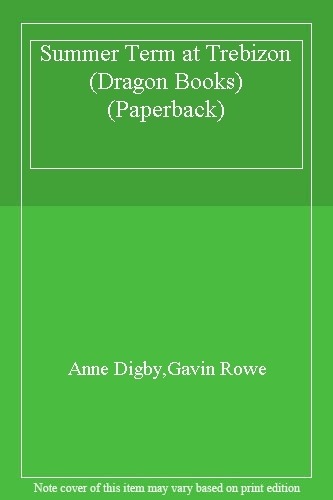 Summer Term at Trebizon
(Dragon Books)
(Paperback)
Anne Digby,Gavin Rowe
Note cover of this item may vary based on print edition